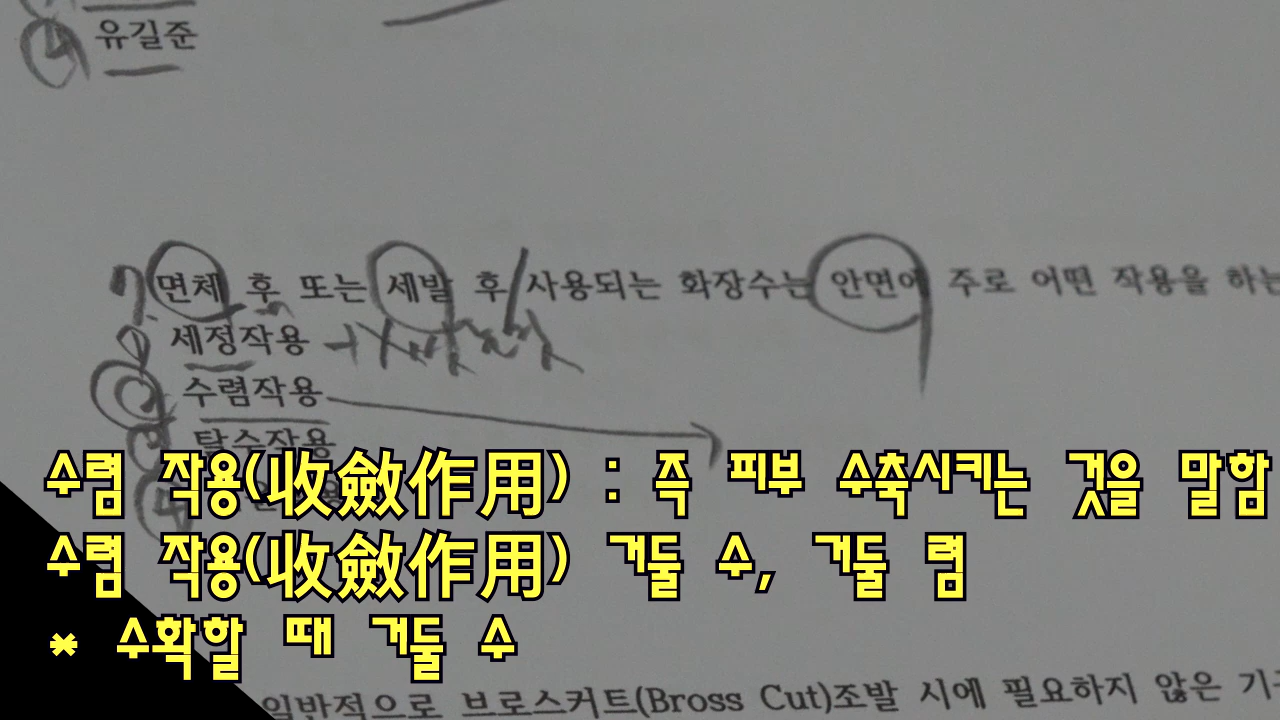 ④ 유길준
7 면체 후 또는 세발 후 사용되는 화장수는 안면에 주로 어떤 작용을 하는
세정작용
수렴작용
탈수작용
수렴 작용(收斂作用) : 즉 피부 수축시키는 것을 말함
수렴 작용(收斂作用) 거둘 수, 거둘 렴
* 수확할 때 거둘 수
일반적으로 브로스커트(Bross Cut)조발 시에 필요하지 않은